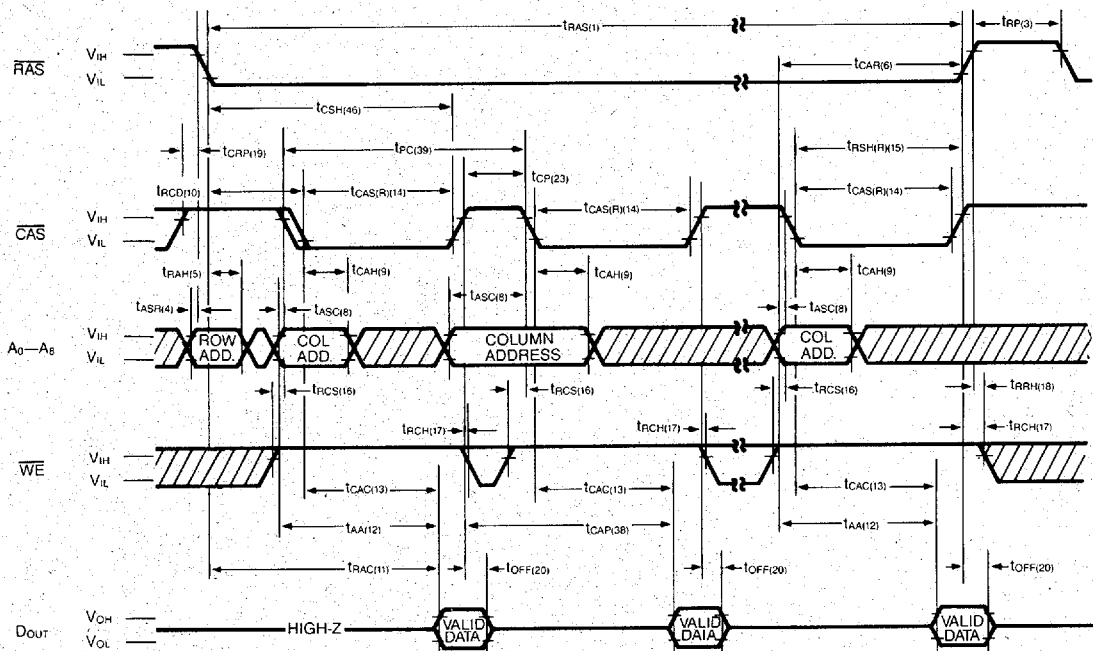 tRAS(1)
tRP(3)
RAS
VIH
VIL
tCAR(6)
tCSH(46)
tCRP(19)
tPC(39)
tRSH(R)(15)
tRCD(10)
tCAS(R)(14)
tCP(23)
tCAS(R)(14)
tCAS(R)(14)
CAS
VIH
VIL
tRAH(5)
tCAH(9)
tCAH(9)
tCAH(9)
tASR(4)
tASC(8)
tASC(8)
tASC(8)
A0—A8
VIH
VIL
ROW
ADD.
COL
ADD.
COLUMN
ADDRESS
COL
ADD.
tRCS(16)
tRCS(16)
tRCS(16)
tRRH(18)
tRCH(17)
tRCH(17)
tRCH(17)
WE
VIH
VIL
tCAC(13)
tCAC(13)
tCAC(13)
tAA(12)
tCAP(38)
tAA(12)
tRAC(11)
tOFF(20)
tOFF(20)
tOFF(20)
DOUT
VOH
VOL
HIGH-Z
VALID
DATA
VALID
DAIA
VALID
DATA